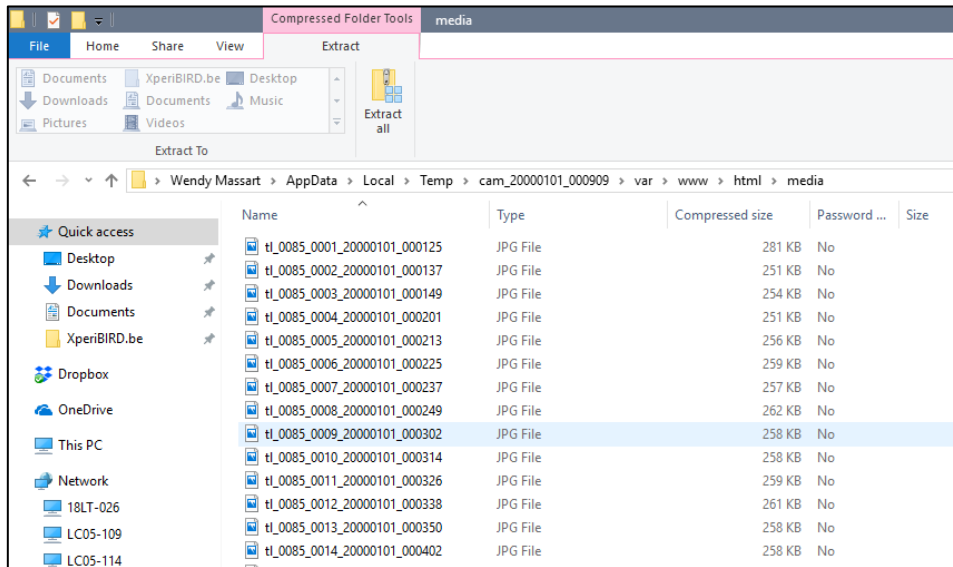 Compressed Folder Tools media
File Home Share View Extract
Documents XperiBIRD.be Desktop
Downloads Documents Music
Pictures Videos
Extract all
Extract To
Wendy Massart > AppData > Local > Temp > cam_20000101_000909 > var > www > html > media
Name Type Compressed size Password ... Size
Quick access
Desktop
Downloads
Documents
XperiBIRD.be
Dropbox
OneDrive
This PC
Network
18LT-026
LC05-109
LC05-114
tl_0085_0001_20000101_000125 JPG File 281 KB No
tl_0085_0002_20000101_000137 JPG File 251 KB No
tl_0085_0003_20000101_000149 JPG File 254 KB No
tl_0085_0004_20000101_000201 JPG File 251 KB No
tl_0085_0005_20000101_000213 JPG File 256 KB No
tl_0085_0006_20000101_000225 JPG File 259 KB No
tl_0085_0007_20000101_000237 JPG File 257 KB No
tl_0085_0008_20000101_000249 JPG File 262 KB No
tl_0085_0009_20000101_000302 JPG File 258 KB No
tl_0085_0010_20000101_000314 JPG File 258 KB No
tl_0085_0011_20000101_000326 JPG File 259 KB No
tl_0085_0012_20000101_000338 JPG File 261 KB No
tl_0085_0013_20000101_000350 JPG File 258 KB No
tl_0085_0014_20000101_000402 JPG File 258 KB No